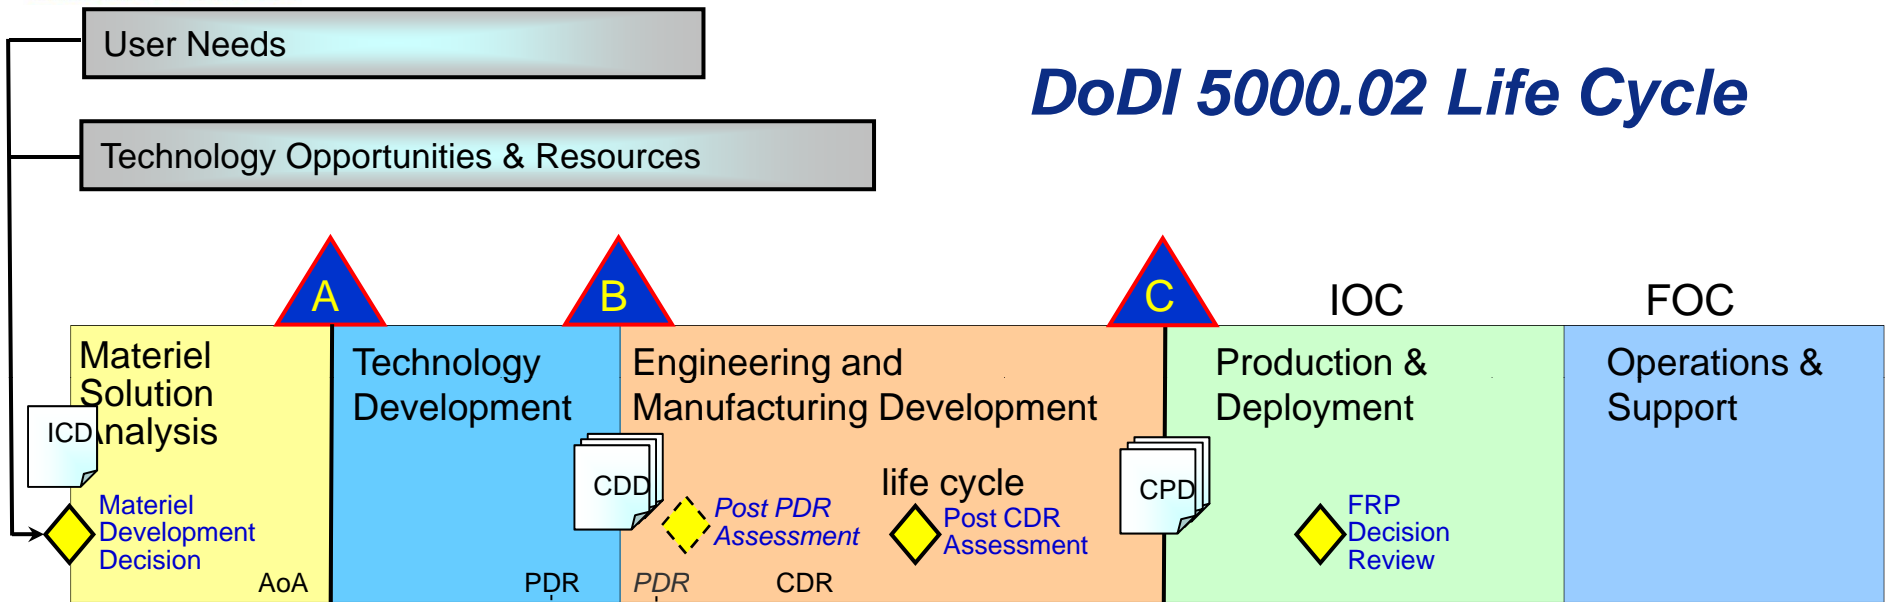 User Needs
DoDI 5000.02 Life Cycle
Technology Opportunities & Resources
A
B
C
IOC
FOC
Materiel
Solution
Analysis
ICD
Materiel
Development
Decision
AoA
Technology
Development
PDR
Engineering and
Manufacturing Development
CDD
life cycle
Post PDR
Assessment
Post CDR
Assessment
PDR
CDR
Production &
Deployment
CPD
FRP
Decision
Review
Operations &
Support